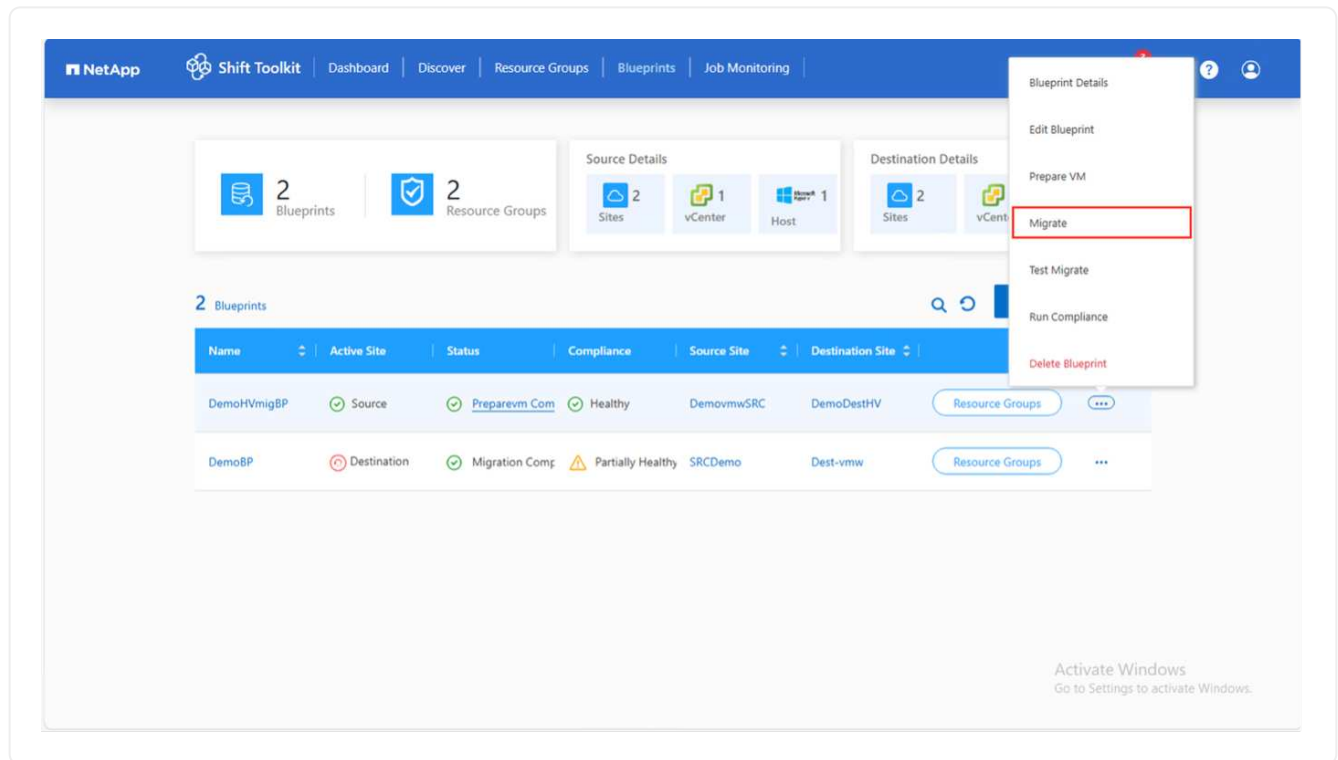 NetApp Shift Toolkit Dashboard Discover Resource Groups Blueprints Job Monitoring ?
Blueprint Details
Edit Blueprint
Prepare VM
Migrate
Test Migrate
Run Compliance
Delete Blueprint
2
Blueprints
2
Resource Groups
Source Details
2
Sites
1
vCenter
1
Host
Destination Details
2
Sites
2 Blueprints
Name Active Site Status Compliance Source Site Destination Site
DemoHVmigBP Source Preparevm Com Healthy DemovmwSRC DemoDestHV Resource Groups ...
DemoBP Destination Migration Comp Partially Healthy SRCDemo Dest-vmw Resource Groups ...
Activate Windows
Go to Settings to activate Windows.